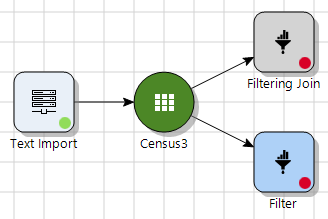 Filtering Join
Text Import
Census3
Filter